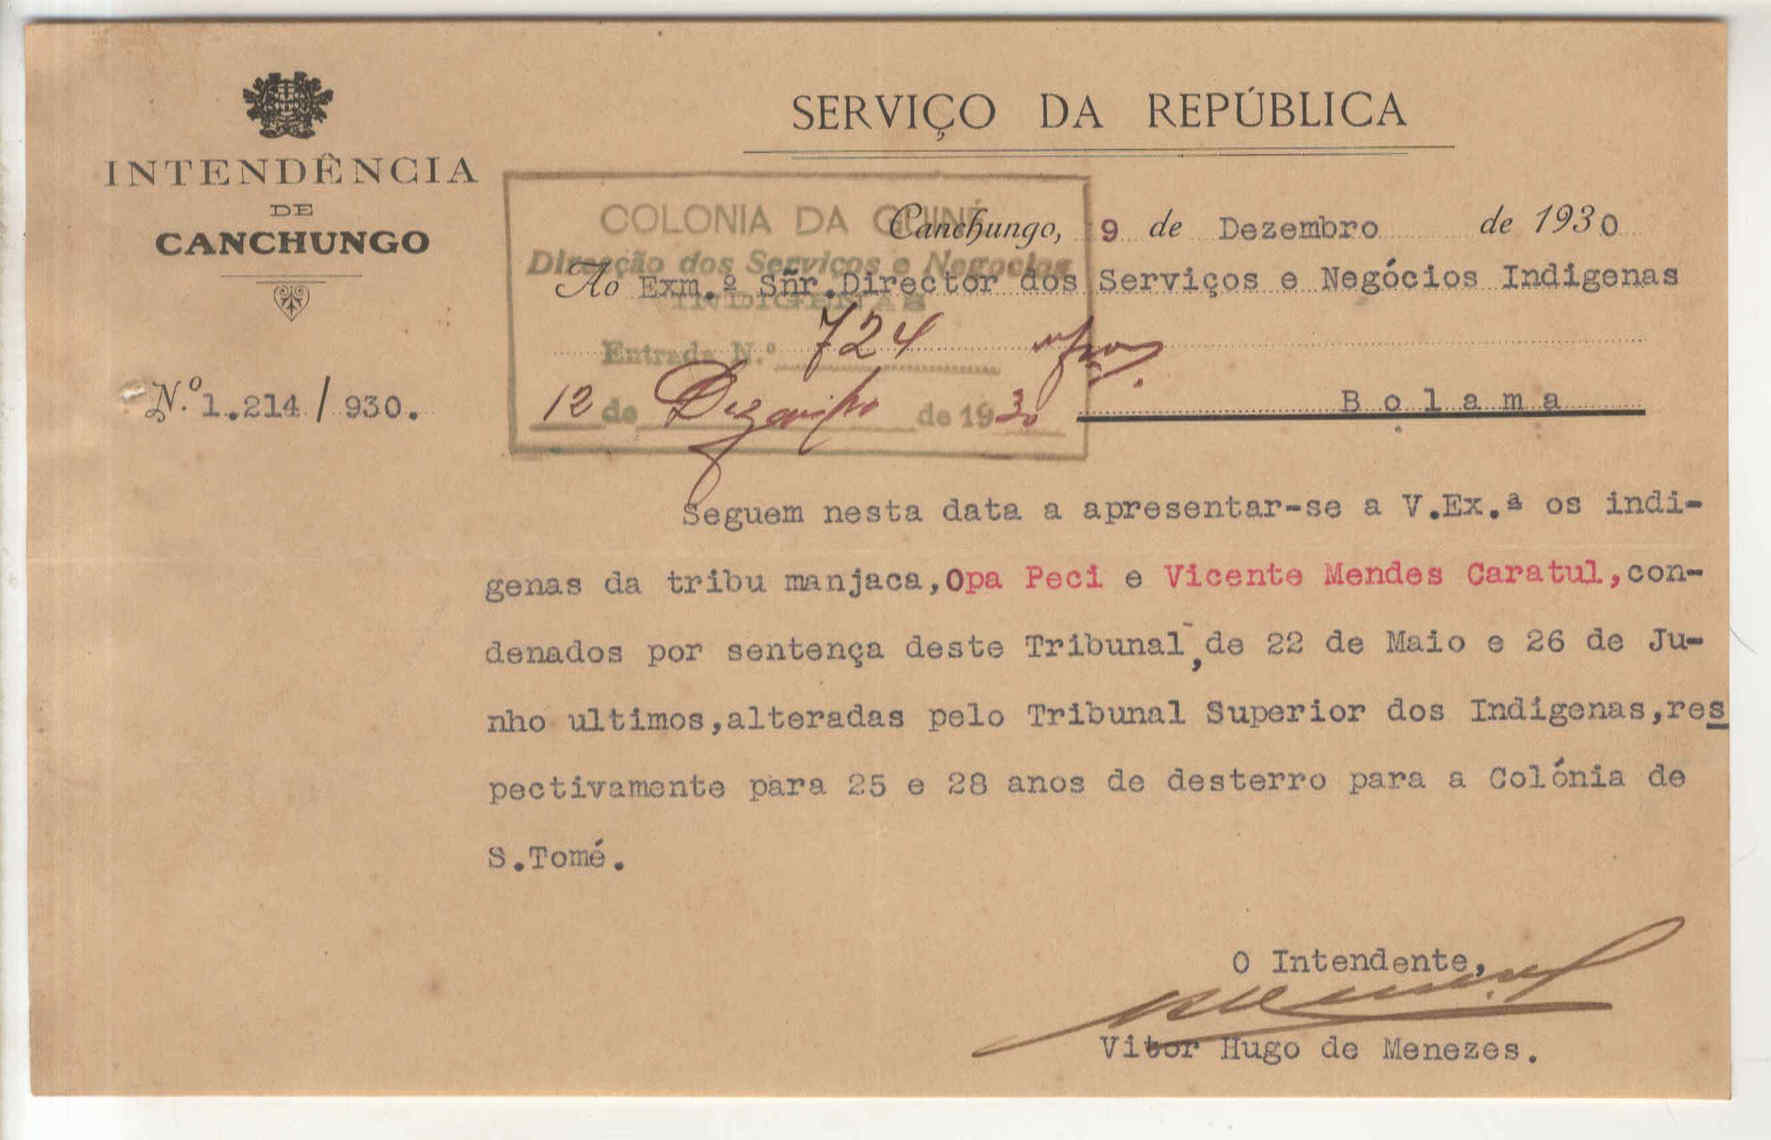 SERVIÇO DA REPÚBLICA
INTENDÊNCIA
DE
CANCHUNGO
COLONIA DA GUINÉ
Direcção dos Serviços e Negocios
INDIGENAS
Entrada N.º 724
12 de Dezembro de 1930
Canchungo, 9 de Dezembro de 1930
Ao Exm.º Sñr.Director dos Serviços e Negócios Indigenas
Bolama
N.º 1.214 / 930.
Seguem nesta data a apresentar-se a V.Ex.ª os indi-
genas da tribu manjaca,Opa Peci e Vicente Mendes Caratul,con-
denados por sentença deste Tribunal,de 22 de Maio e 26 de Ju-
nho ultimos,alteradas pelo Tribunal Superior dos Indigenas,res
pectivamente para 25 e 28 anos de desterro para a Colónia de
S.Tomé.
O Intendente,
Vitor Hugo de Menezes.